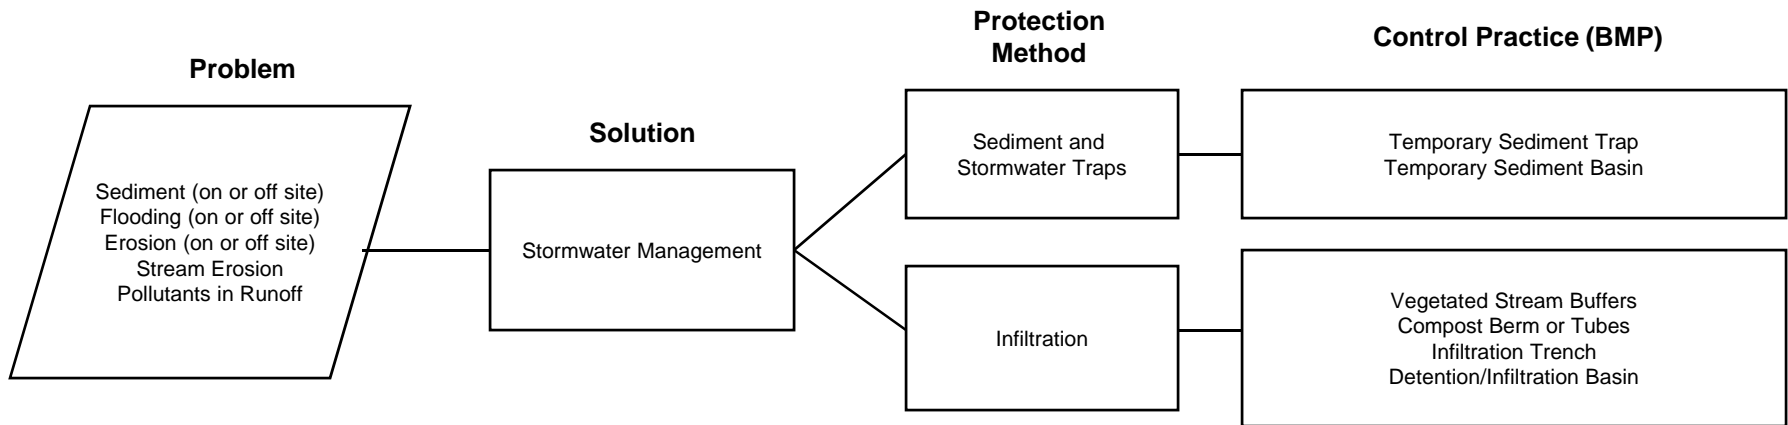 Problem
Sediment (on or off site)
Flooding (on or off site)
Erosion (on or off site)
Stream Erosion
Pollutants in Runoff
Solution
Stormwater Management
Protection
Method
Sediment and
Stormwater Traps
Infiltration
Control Practice (BMP)
Temporary Sediment Trap
Temporary Sediment Basin
Vegetated Stream Buffers
Compost Berm or Tubes
Infiltration Trench
Detention/Infiltration Basin